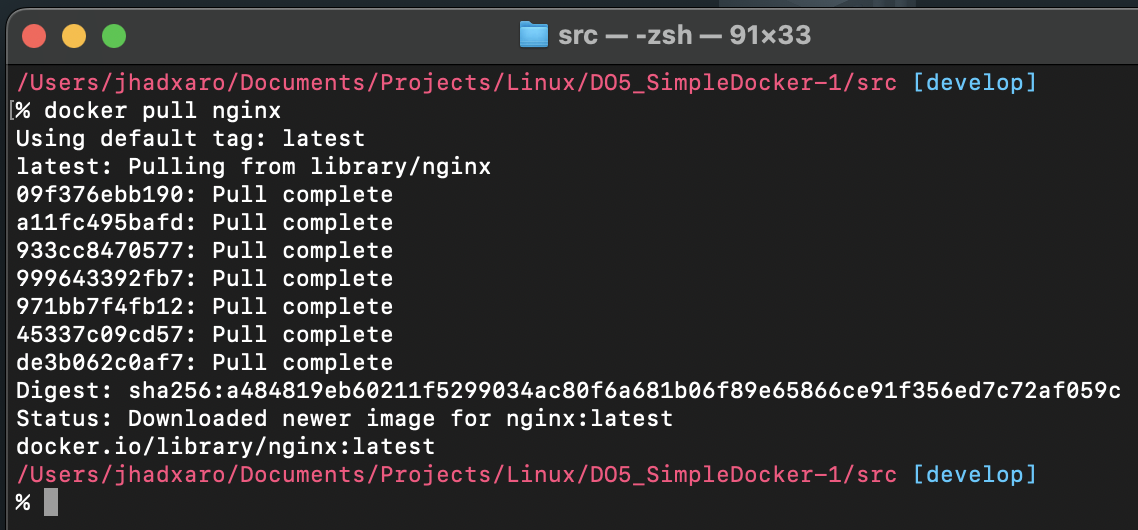 src — -zsh — 91×33
/Users/jhadxaro/Documents/Projects/Linux/DO5_SimpleDocker-1/src [develop]
[% docker pull nginx
Using default tag: latest
latest: Pulling from library/nginx
09f376ebb190: Pull complete
a11fc495bafd: Pull complete
933cc8470577: Pull complete
999643392fb7: Pull complete
971bb7f4fb12: Pull complete
45337c09cd57: Pull complete
de3b062c0af7: Pull complete
Digest: sha256:a484819eb60211f5299034ac80f6a681b06f89e65866ce91f356ed7c72af059c
Status: Downloaded newer image for nginx:latest
docker.io/library/nginx:latest
/Users/jhadxaro/Documents/Projects/Linux/DO5_SimpleDocker-1/src [develop]
%